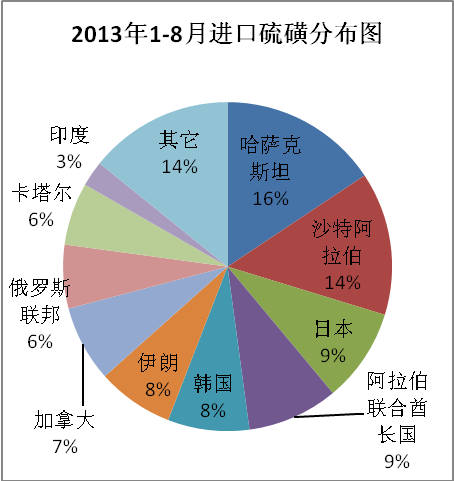 2013年1-8月进口硫磺分布图
哈萨克
斯坦
16%
沙特阿
拉伯
14%
日本
9%
阿拉伯
联合酋
长国
9%
韩国
8%
伊朗
8%
加拿大
7%
俄罗斯
联邦
6%
卡塔尔
6%
印度
3%
其它
14%